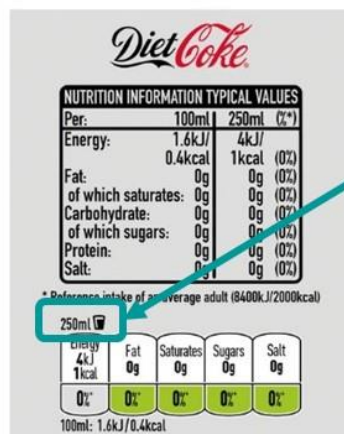 Diet Coke
NUTRITION INFORMATION TYPICAL VALUES
Per: 100ml 250ml (%*)
Energy: 1.6kJ/ 4kJ/
0.4kcal 1kcal (0%)
Fat: 0g 0g (0%)
of which saturates: 0g 0g (0%)
Carbohydrate: 0g 0g (0%)
of which sugars: 0g 0g (0%)
Protein: 0g 0g (0%)
Salt: 0g 0g (0%)
* Reference intake of an average adult (8400kJ/2000kcal)
250ml
Energy Fat Saturates Sugars Salt
4kJ 0g 0g 0g 0g
1kcal
0%* 0%* 0%* 0%* 0%*
100ml: 1.6kJ/0.4kcal